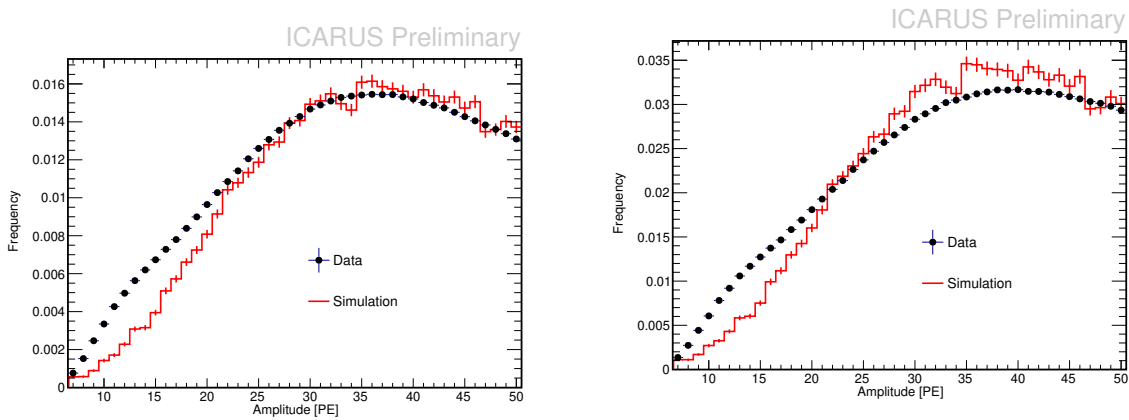 ICARUS Preliminary
0.016
0.014
0.012
0.01
0.008
0.006
0.004
0.002
0
Frequency
Data
Simulation
10 15 20 25 30 35 40 45 50
Amplitude [PE]
ICARUS Preliminary
0.035
0.03
0.025
0.02
0.015
0.01
0.005
0
Frequency
Data
Simulation
10 15 20 25 30 35 40 45 50
Amplitude [PE]